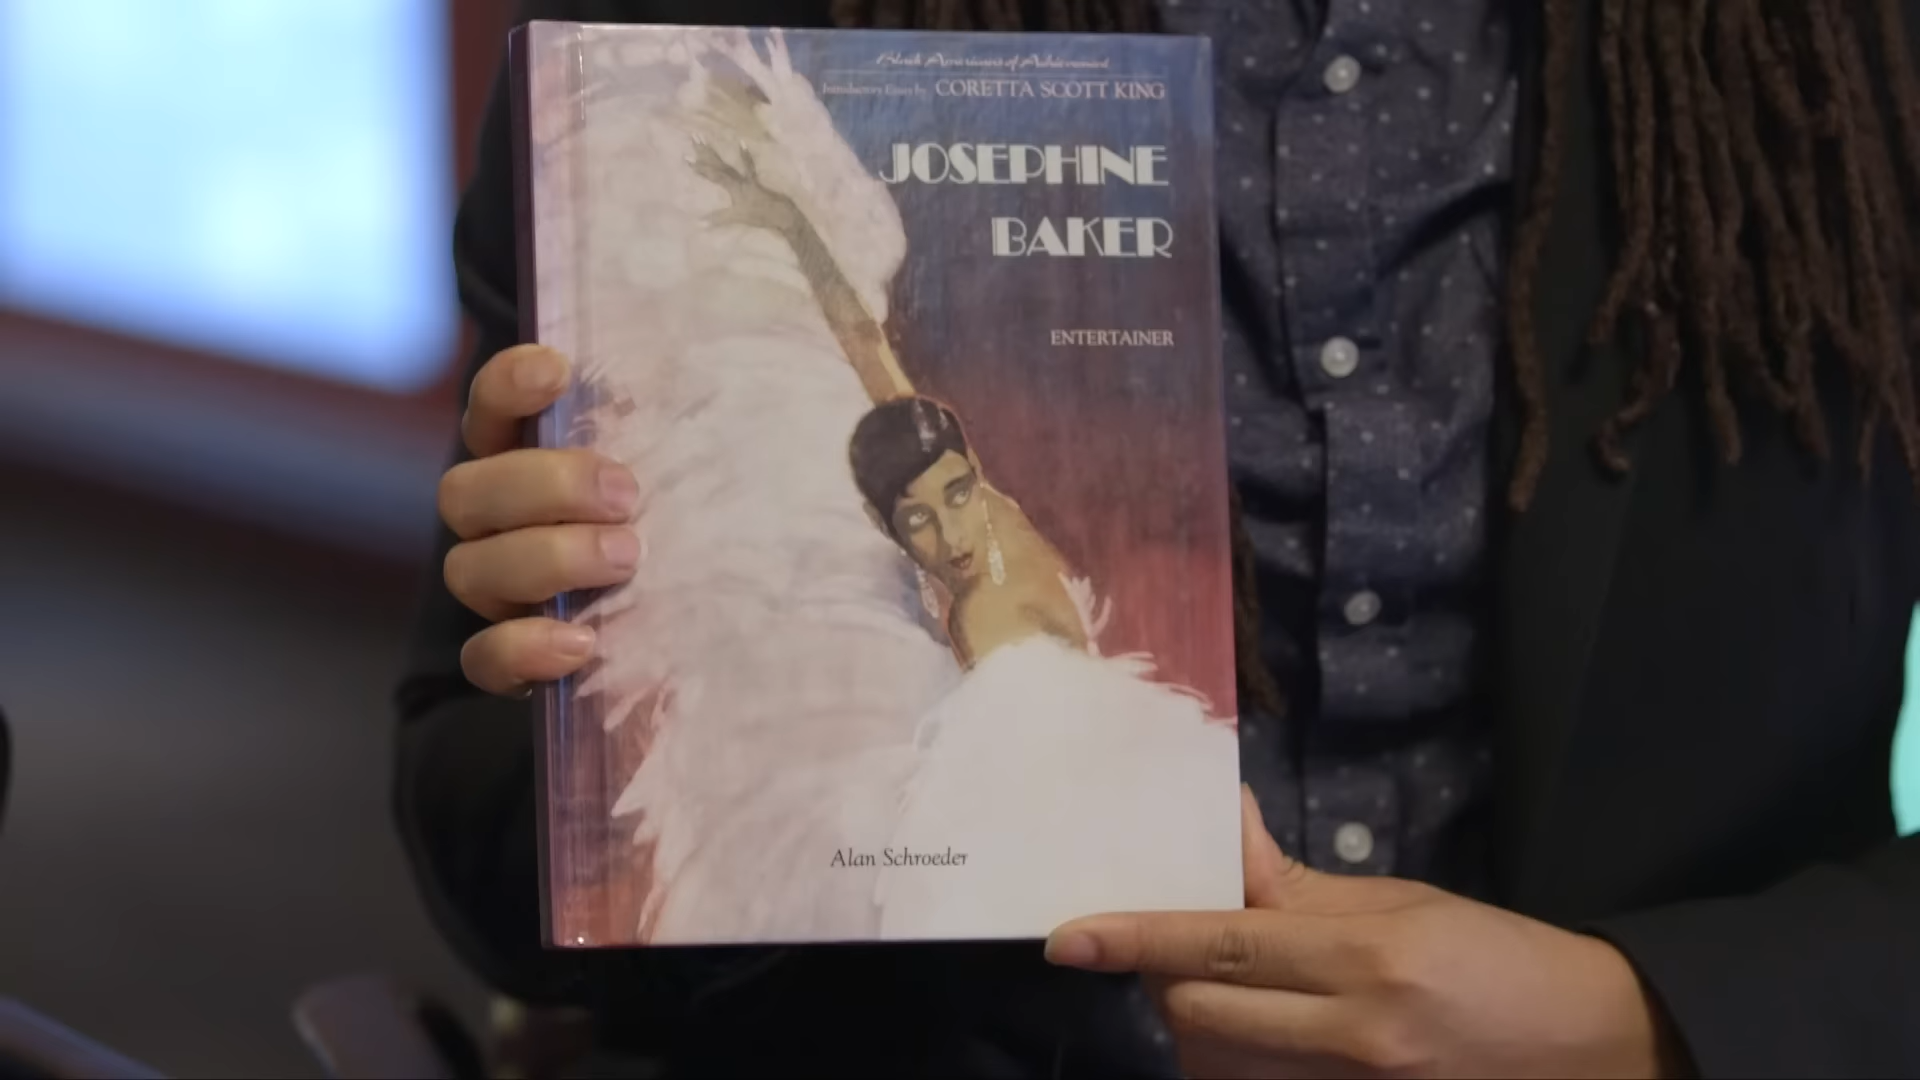 Black Americans of Achievement
Introductory Essay by CORETTA SCOTT KING
JOSEPHINE
BAKER
ENTERTAINER
Alan Schroeder